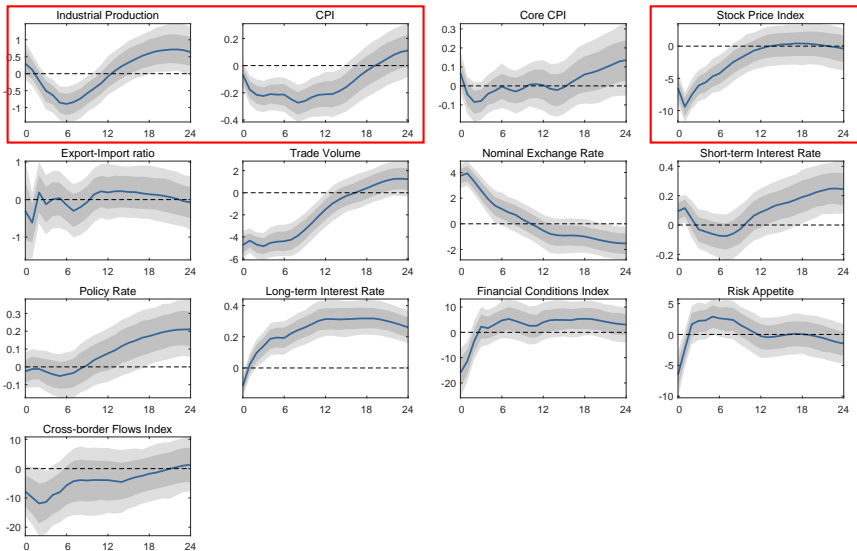 Industrial Production
1
0.5
0
-0.5
-1
0 6 12 18 24
CPI
0.2
0
-0.2
-0.4
0 6 12 18 24
Core CPI
0.3
0.2
0.1
0
-0.1
0 6 12 18 24
Stock Price Index
0
-5
-10
0 6 12 18 24
Export-Import ratio
1
0
-1
0 6 12 18 24
Trade Volume
2
0
-2
-4
-6
0 6 12 18 24
Nominal Exchange Rate
4
2
0
-2
0 6 12 18 24
Short-term Interest Rate
0.4
0.2
0
-0.2
0 6 12 18 24
Policy Rate
0.3
0.2
0.1
0
-0.1
0 6 12 18 24
Long-term Interest Rate
0.4
0.2
0
0 6 12 18 24
Financial Conditions Index
10
0
-10
-20
0 6 12 18 24
Risk Appetite
5
0
-5
-10
0 6 12 18 24
Cross-border Flows Index
10
0
-10
-20
0 6 12 18 24